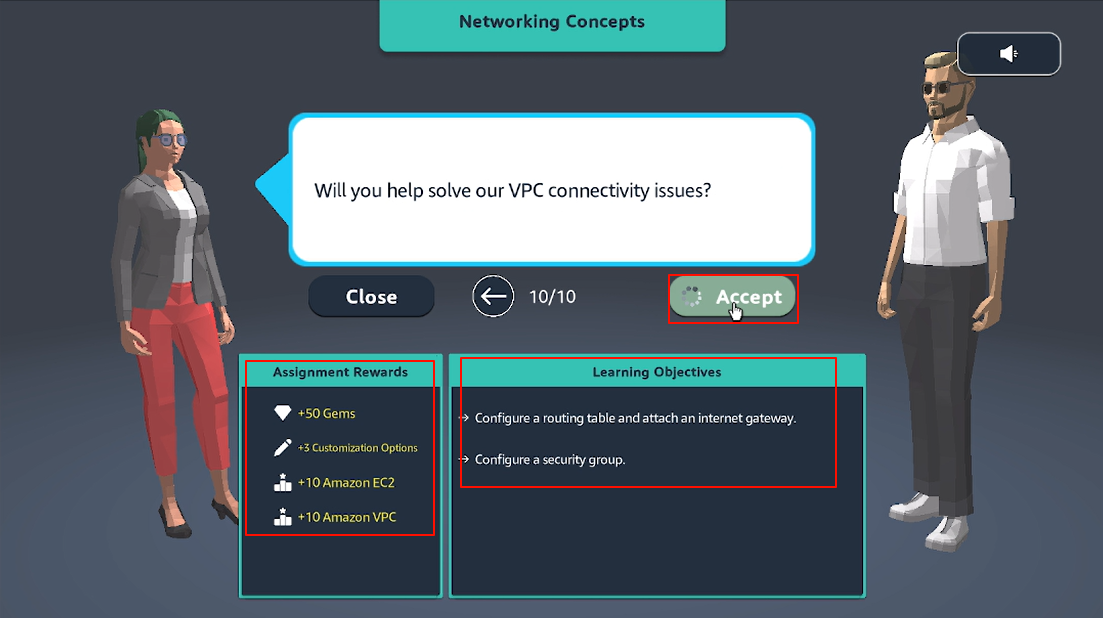 Networking Concepts
Will you help solve our VPC connectivity issues?
Close
10/10
Accept
Assignment Rewards
+50 Gems
+3 Customization Options
+10 Amazon EC2
+10 Amazon VPC
Learning Objectives
Configure a routing table and attach an internet gateway.
Configure a security group.